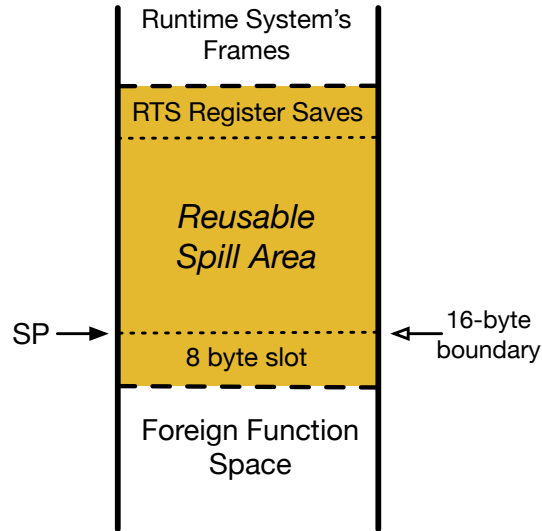 Runtime System's
Frames
RTS Register Saves
Reusable
Spill Area
SP
16-byte
boundary
8 byte slot
Foreign Function
Space